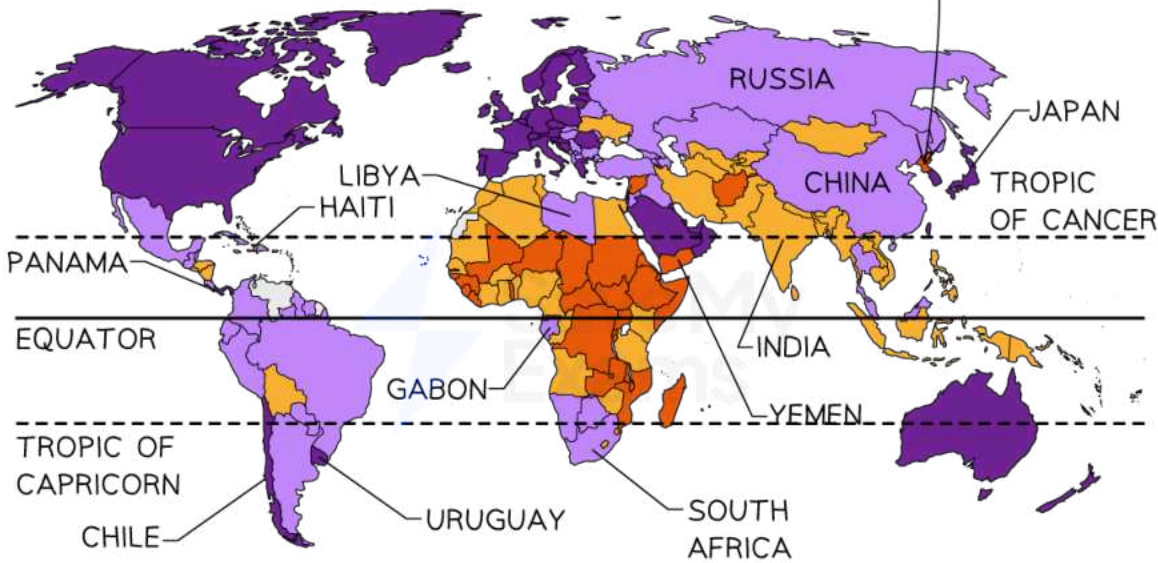 RUSSIA
JAPAN
LIBYA
CHINA
HAITI
TROPIC
OF CANCER
PANAMA
EQUATOR
INDIA
GABON
YEMEN
TROPIC OF
CAPRICORN
URUGUAY
SOUTH
AFRICA
CHILE